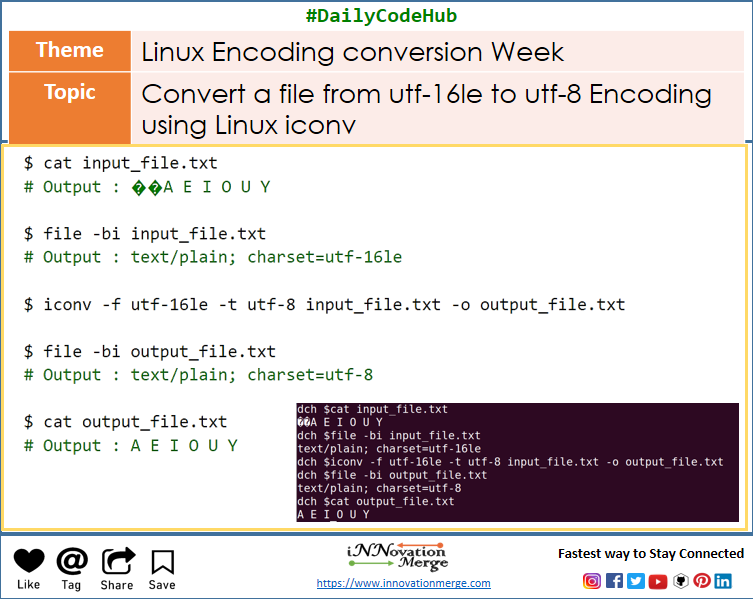 #DailyCodeHub
Theme
Linux Encoding conversion Week
Topic
Convert a file from utf-16le to utf-8 Encoding
using Linux iconv
$ cat input_file.txt
# Output : ��A E I O U Y
$ file -bi input_file.txt
# Output : text/plain; charset=utf-16le
$ iconv -f utf-16le -t utf-8 input_file.txt -o output_file.txt
$ file -bi output_file.txt
# Output : text/plain; charset=utf-8
$ cat output_file.txt
# Output : A E I O U Y
dch $cat input_file.txt
��A E I O U Y
dch $file -bi input_file.txt
text/plain; charset=utf-16le
dch $iconv -f utf-16le -t utf-8 input_file.txt -o output_file.txt
dch $file -bi output_file.txt
text/plain; charset=utf-8
dch $cat output_file.txt
A E I O U Y
Like
@
Tag
Share
Save
iNNovation
Merge
https://www.innovationmerge.com
Fastest way to Stay Connected